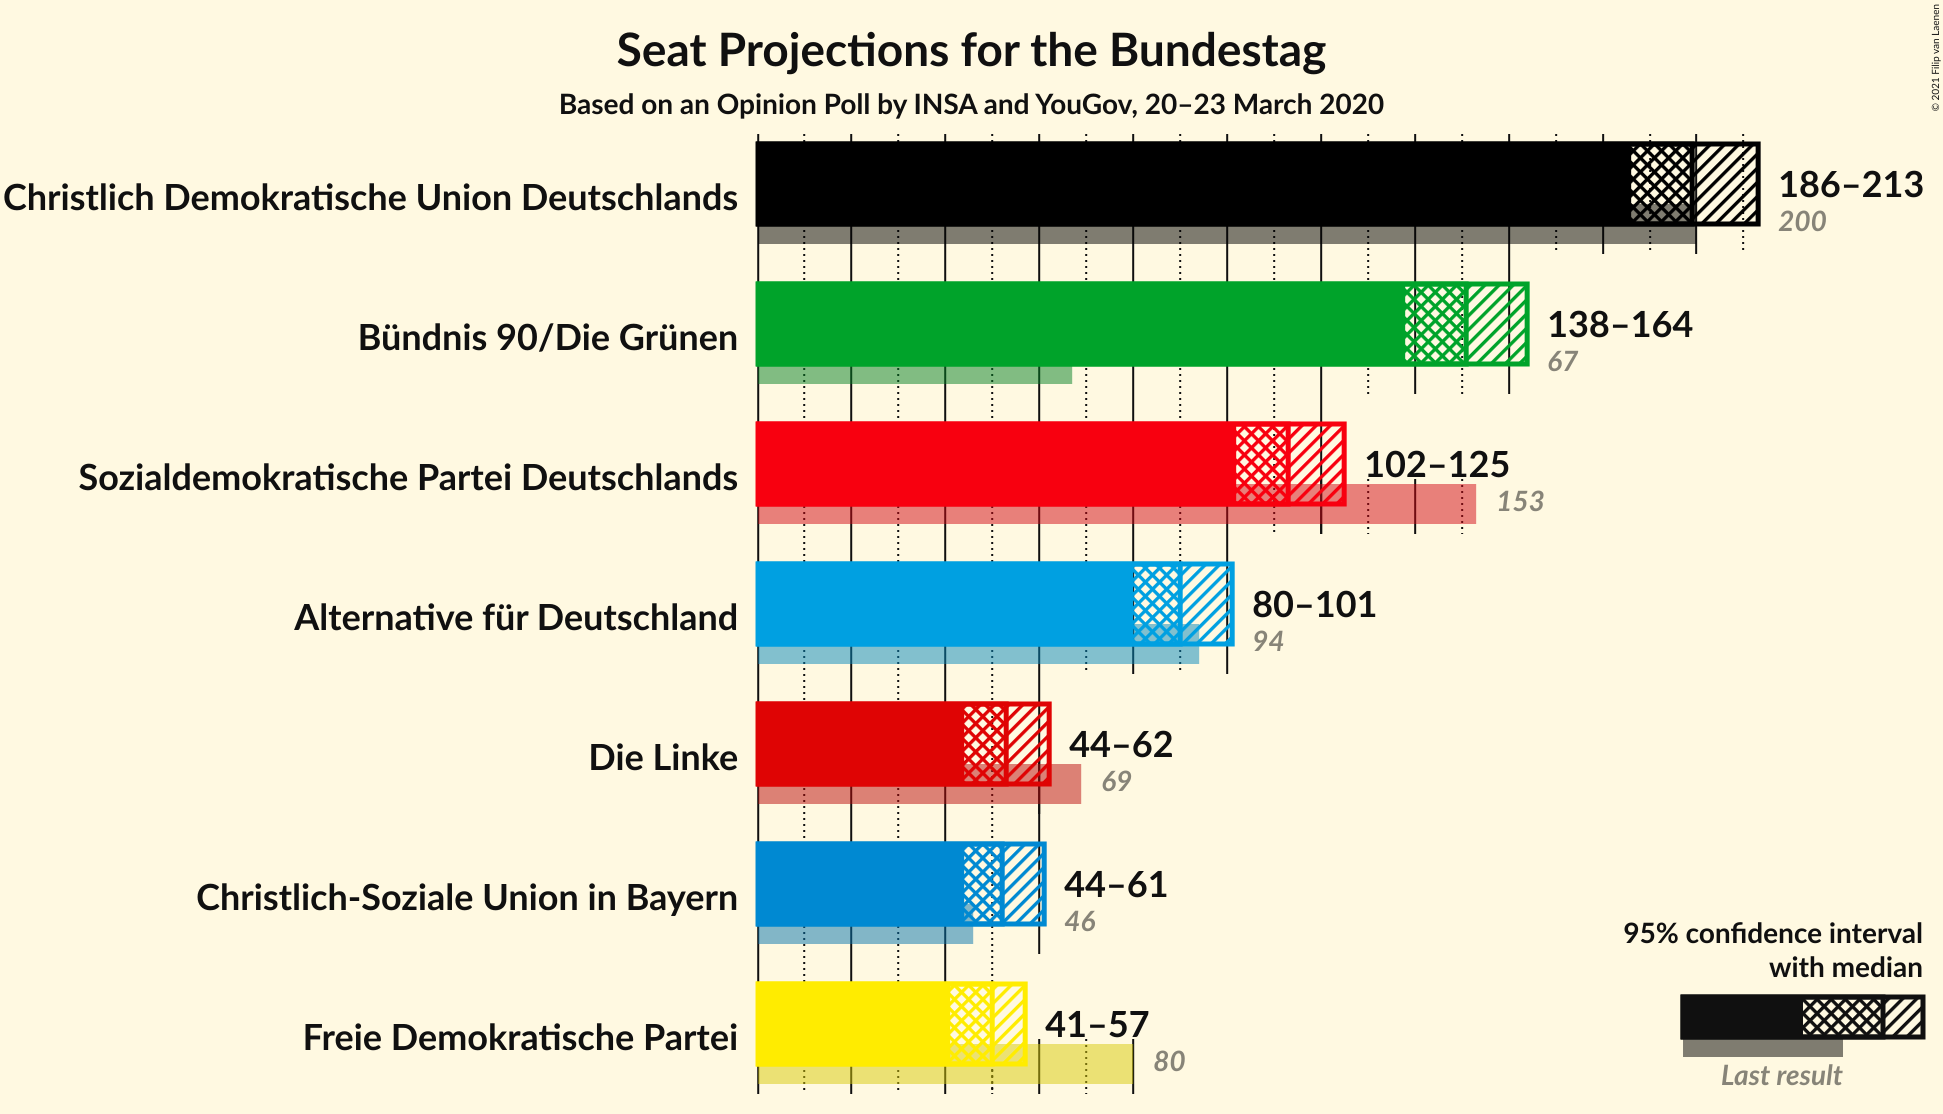 Seat Projections for the Bundestag
Based on an Opinion Poll by INSA and YouGov, 20–23 March 2020
© 2021 Filip van Laenen
Christlich Demokratische Union Deutschlands
186–213
200
Bündnis 90/Die Grünen
138–164
67
Sozialdemokratische Partei Deutschlands
102–125
153
Alternative für Deutschland
80–101
94
Die Linke
44–62
69
Christlich-Soziale Union in Bayern
44–61
46
Freie Demokratische Partei
41–57
80
95% confidence interval
with median
Last result